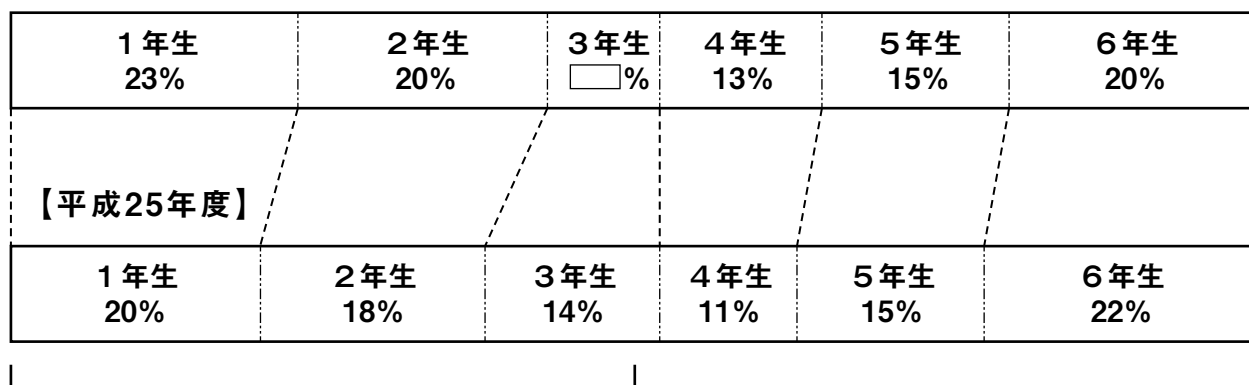 1年生 2年生 3年生 4年生 5年生 6年生
23% 20% □% 13% 15% 20%
【平成25年度】
1年生 2年生 3年生 4年生 5年生 6年生
20% 18% 14% 11% 15% 22%